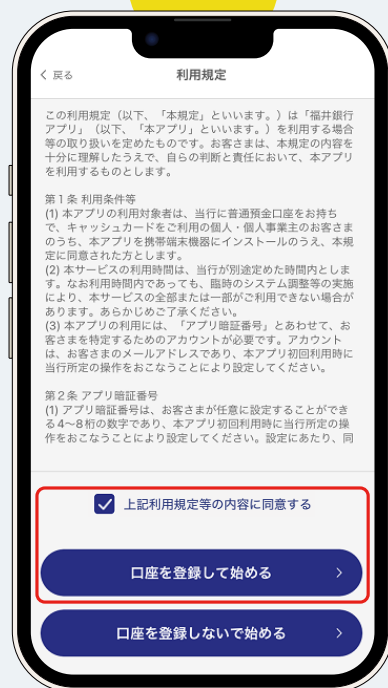 戻る
利用規定
この利用規定（以下、「本規定」といいます。）は「福井銀行
アプリ」（以下、「本アプリ」といいます。）を利用する場合
等の取り扱いを定めたものです。お客さまは、本規定の内容を
十分に理解したうえで、自らの判断と責任において、本アプリ
を利用するものとします。
第1条 利用条件等
(1) 本アプリの利用対象者は、当行に普通預金口座をお持ち
で、キャッシュカードをご利用の個人・個人事業主のお客さま
のうち、本アプリを携帯端末機器にインストールのうえ、本規
定に同意された方とします。
(2) 本サービスの利用時間は、当行が別途定めた時間内としま
す。なお利用時間内であっても、臨時のシステム調整等の実施
により、本サービスの全部または一部がご利用できない場合が
あります。あらかじめご了承ください。
(3) 本アプリの利用には、「アプリ暗証番号」とあわせて、お
客さまを特定するためのアカウントが必要です。アカウント
は、お客さまのメールアドレスであり、本アプリ初回利用時に
当行所定の操作をおこなうことにより設定してください。
第2条 アプリ暗証番号
(1) アプリ暗証番号は、お客さまが任意に設定することができ
る4〜8桁の数字であり、本アプリ初回利用時に当行所定の操
作をおこなうことにより設定してください。設定にあたり、同
上記利用規定等の内容に同意する
口座を登録して始める
口座を登録しないで始める